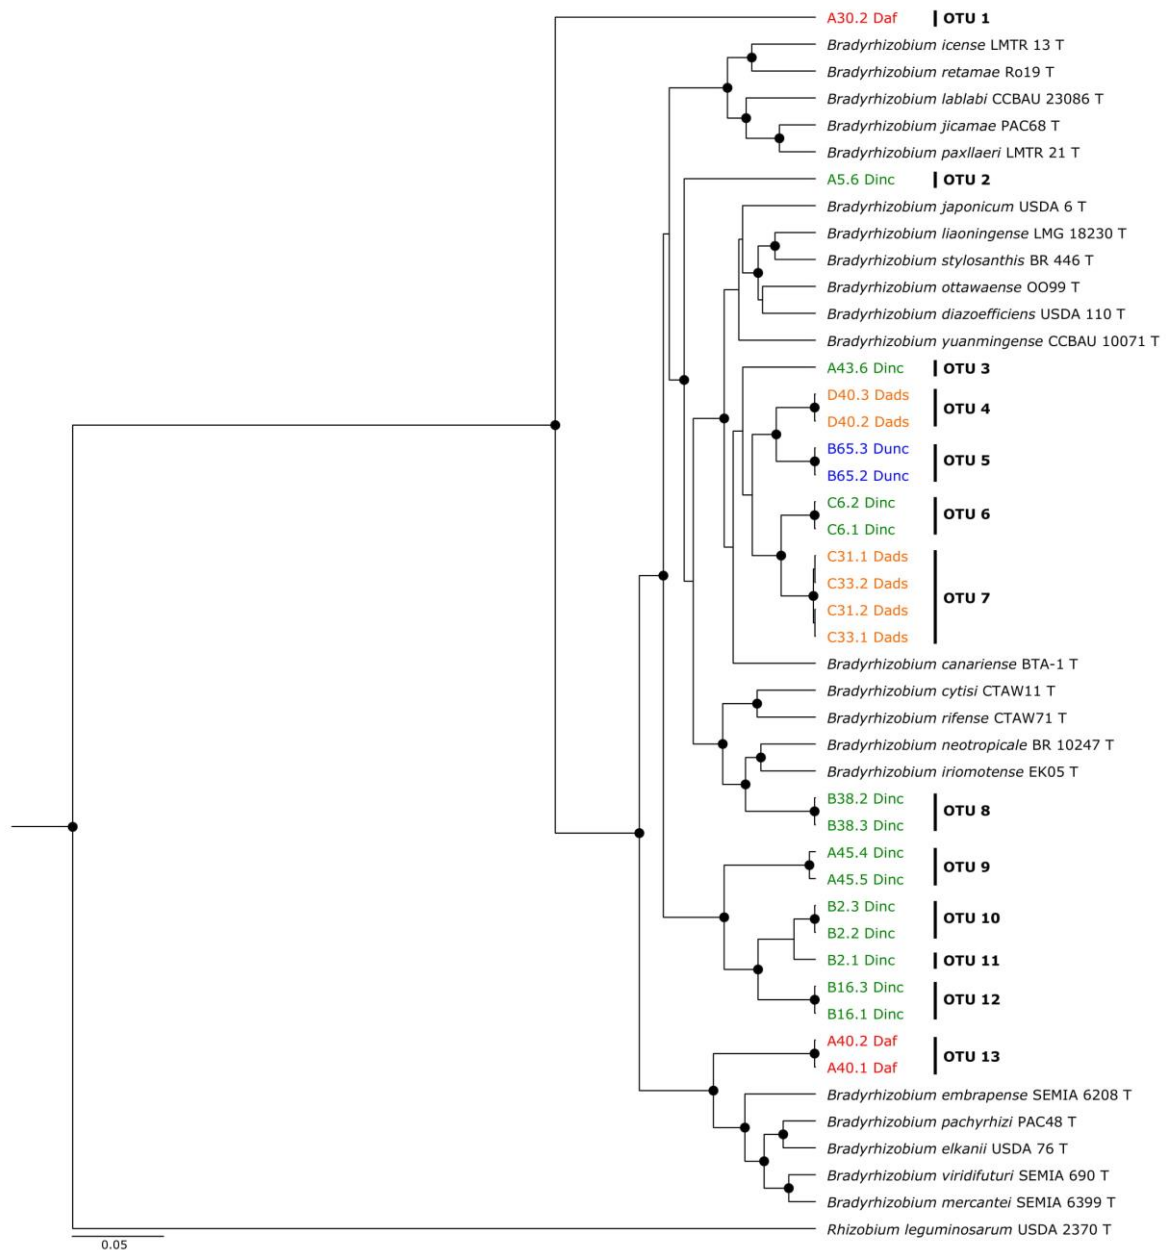 A30.2 Daf OTU 1
Bradyrhizobium icense LMTR 13 T
Bradyrhizobium retamae Ro19 T
Bradyrhizobium lablabi CCBAU 23086 T
Bradyrhizobium jicamae PAC68 T
Bradyrhizobium paxllaeri LMTR 21 T
A5.6 Dinc OTU 2
Bradyrhizobium japonicum USDA 6 T
Bradyrhizobium liaoningense LMG 18230 T
Bradyrhizobium stylosanthis BR 446 T
Bradyrhizobium ottawaense OO99 T
Bradyrhizobium diazoefficiens USDA 110 T
Bradyrhizobium yuanmingense CCBAU 10071 T
A43.6 Dinc OTU 3
D40.3 Dads
OTU 4
D40.2 Dads
B65.3 Dunc
OTU 5
B65.2 Dunc
C6.2 Dinc
OTU 6
C6.1 Dinc
C31.1 Dads
C33.2 Dads
OTU 7
C31.2 Dads
C33.1 Dads
Bradyrhizobium canariense BTA-1 T
Bradyrhizobium cytisi CTAW11 T
Bradyrhizobium rifense CTAW71 T
Bradyrhizobium neotropicale BR 10247 T
Bradyrhizobium iriomotense EK05 T
B38.2 Dinc
OTU 8
B38.3 Dinc
A45.4 Dinc
OTU 9
A45.5 Dinc
B2.3 Dinc
OTU 10
B2.2 Dinc
B2.1 Dinc OTU 11
B16.3 Dinc
OTU 12
B16.1 Dinc
A40.2 Daf
OTU 13
A40.1 Daf
Bradyrhizobium embrapense SEMIA 6208 T
Bradyrhizobium pachyrhizi PAC48 T
Bradyrhizobium elkanii USDA 76 T
Bradyrhizobium viridifuturi SEMIA 690 T
Bradyrhizobium mercantei SEMIA 6399 T
Rhizobium leguminosarum USDA 2370 T
0.05